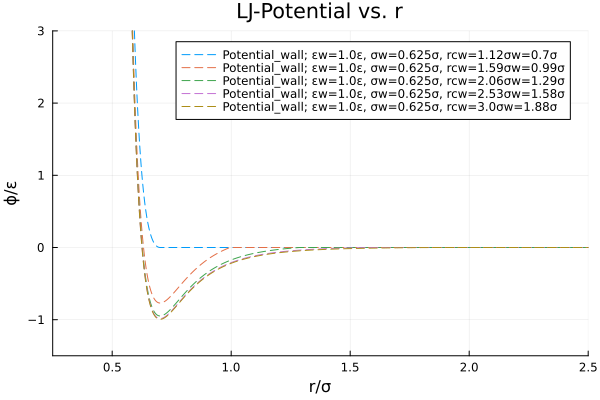 LJ-Potential vs. r
Potential_wall; εw=1.0ε, σw=0.625σ, rcw=1.12σw=0.7σ
Potential_wall; εw=1.0ε, σw=0.625σ, rcw=1.59σw=0.99σ
Potential_wall; εw=1.0ε, σw=0.625σ, rcw=2.06σw=1.29σ
Potential_wall; εw=1.0ε, σw=0.625σ, rcw=2.53σw=1.58σ
Potential_wall; εw=1.0ε, σw=0.625σ, rcw=3.0σw=1.88σ
ϕ/ε
3
2
1
0
−1
0.5 1.0 1.5 2.0 2.5
r/σ